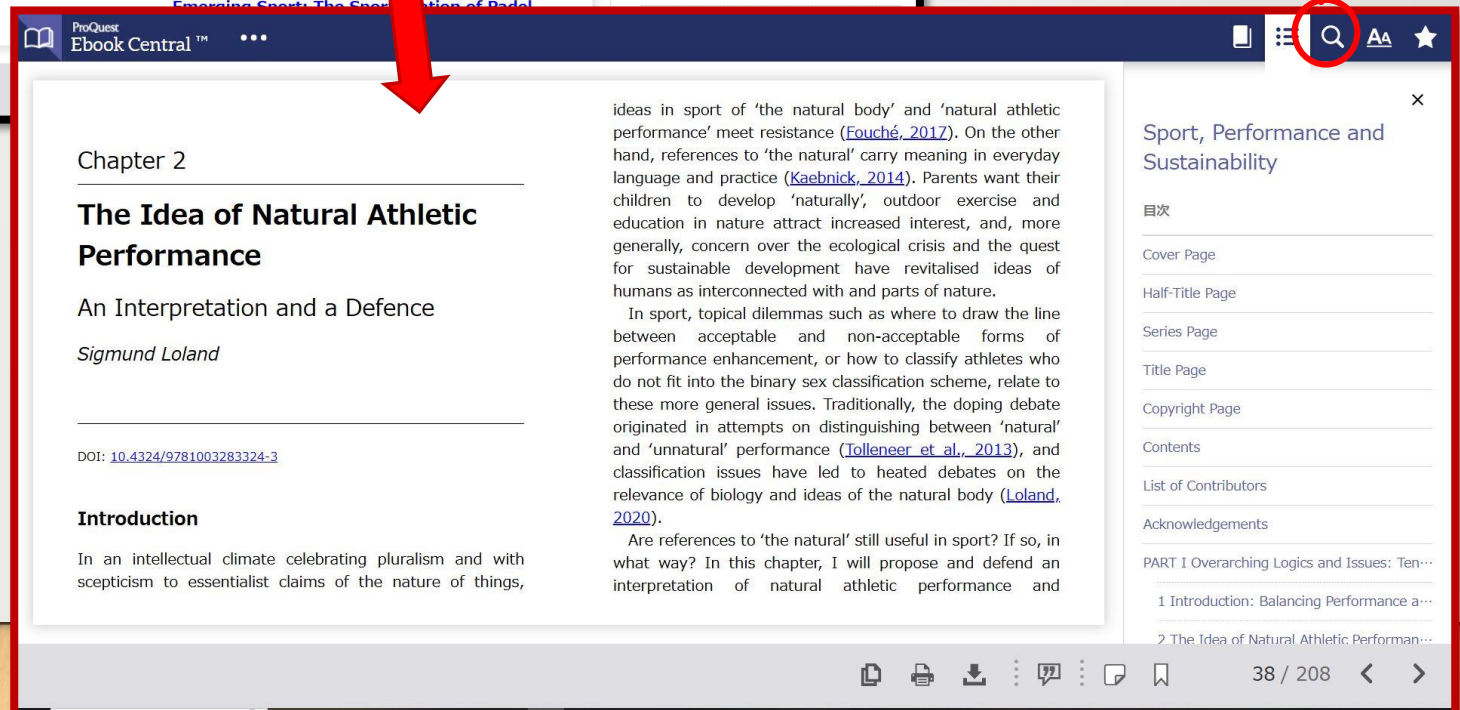 Emerging Sport: The Sportification of Padel
ProQuest
Ebook Central ™
Chapter 2
The Idea of Natural Athletic
Performance
An Interpretation and a Defence
Sigmund Loland
DOI: 10.4324/9781003283324-3
Introduction
In an intellectual climate celebrating pluralism and with
scepticism to essentialist claims of the nature of things,
ideas in sport of ‘the natural body’ and ‘natural athletic
performance’ meet resistance (Fouché, 2017). On the other
hand, references to ‘the natural’ carry meaning in everyday
language and practice (Kaebnick, 2014). Parents want their
children to develop ‘naturally’, outdoor exercise and
education in nature attract increased interest, and, more
generally, concern over the ecological crisis and the quest
for sustainable development have revitalised ideas of
humans as interconnected with and parts of nature.
In sport, topical dilemmas such as where to draw the line
between acceptable and non-acceptable forms of
performance enhancement, or how to classify athletes who
do not fit into the binary sex classification scheme, relate to
these more general issues. Traditionally, the doping debate
originated in attempts on distinguishing between ‘natural’
and ‘unnatural’ performance (Tolleneer et al., 2013), and
classification issues have led to heated debates on the
relevance of biology and ideas of the natural body (Loland,
2020).
Are references to ‘the natural’ still useful in sport? If so, in
what way? In this chapter, I will propose and defend an
interpretation of natural athletic performance and
Sport, Performance and
Sustainability
目次
Cover Page
Half-Title Page
Series Page
Title Page
Copyright Page
Contents
List of Contributors
Acknowledgements
PART I Overarching Logics and Issues: Ten…
1 Introduction: Balancing Performance a…
2 The Idea of Natural Athletic Performan…
38 / 208